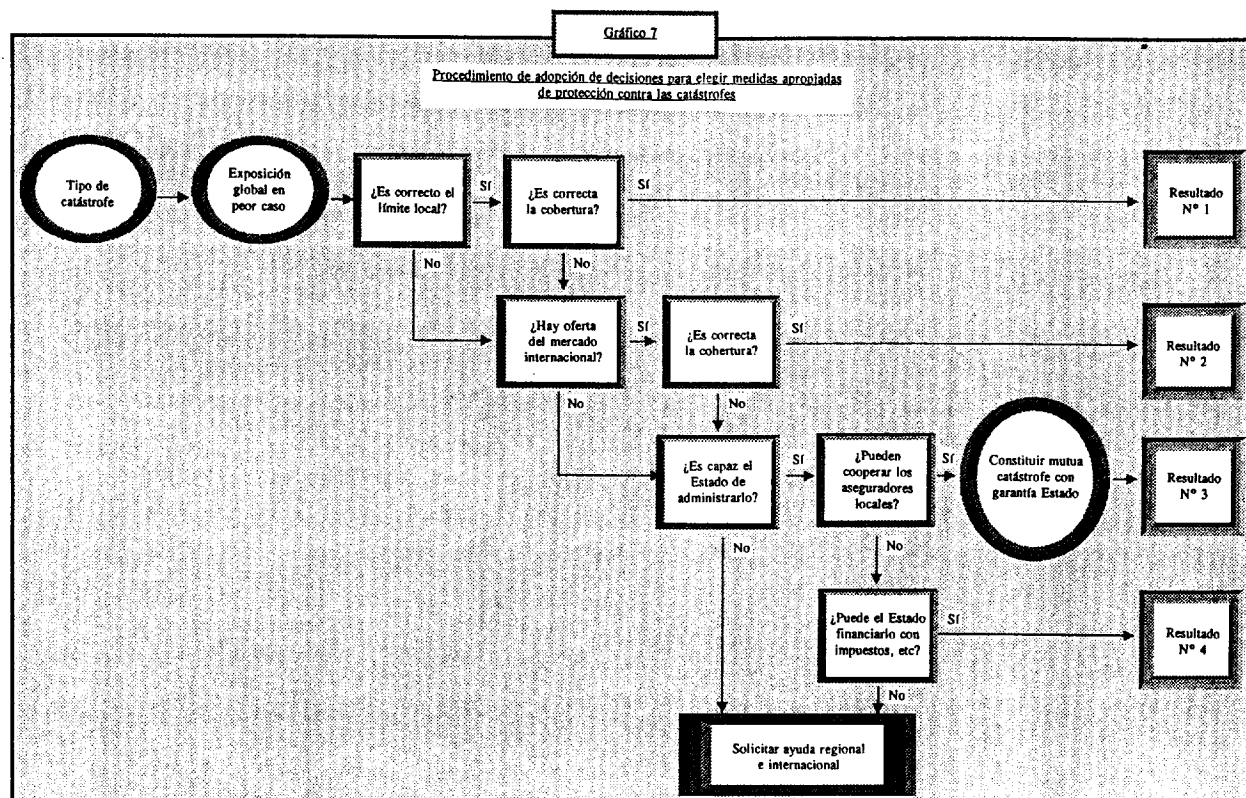 Gráfico 7
Procedimiento de adopción de decisiones para elegir medidas apropiadas
de protección contra las catástrofes
Tipo de
catástrofe
Exposición
global en
peor caso
¿Es correcto el
límite local?
Sí
¿Es correcta
la cobertura?
Sí
Resultado
Nº 1
No
No
¿Hay oferta
del mercado
internacional?
Sí
¿Es correcta
la cobertura?
Sí
Resultado
Nº 2
No
No
¿Es capaz el
Estado de
administrarlo?
Sí
¿Pueden
cooperar los
aseguradores
locales?
Sí
Constituir mutua
catástrofe con
garantía Estado
Resultado
Nº 3
No
No
¿Puede el Estado
financiarlo con
impuestos, etc?
Sí
Resultado
Nº 4
No
Solicitar ayuda regional
e internacional